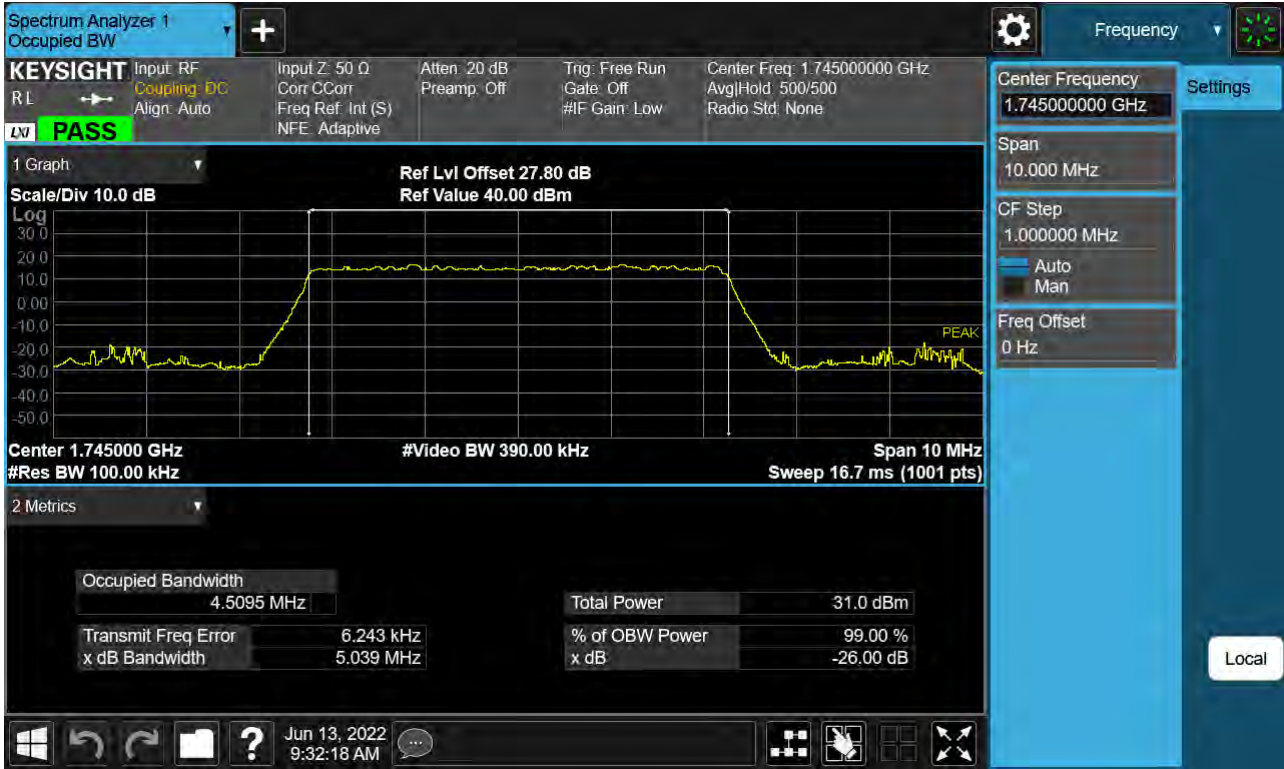 Spectrum Analyzer 1
Occupied BW
Frequency
KEYSIGHT
RL
LXI
PASS
Input: RF
Coupling: DC
Align: Auto
Input Z: 50 Ω
Corr CCorr
Freq Ref: Int (S)
NFE: Adaptive
Atten: 20 dB
Preamp: Off
Trig: Free Run
Gate: Off
#IF Gain: Low
Center Freq: 1.745000000 GHz
Avg|Hold: 500/500
Radio Std: None
1 Graph
Scale/Div 10.0 dB
Ref Lvl Offset 27.80 dB
Ref Value 40.00 dBm
Log
30.0
20.0
10.0
0.00
-10.0
-20.0
-30.0
-40.0
-50.0
PEAK
Center 1.745000 GHz
#Video BW 390.00 kHz
Span 10 MHz
#Res BW 100.00 kHz
Sweep 16.7 ms (1001 pts)
2 Metrics
Occupied Bandwidth
4.5095 MHz
Total Power 31.0 dBm
Transmit Freq Error 6.243 kHz
% of OBW Power 99.00 %
x dB Bandwidth 5.039 MHz
x dB -26.00 dB
Center Frequency
1.745000000 GHz
Settings
Span
10.000 MHz
CF Step
1.000000 MHz
Auto
Man
Freq Offset
0 Hz
Local
?
Jun 13, 2022
9:32:18 AM